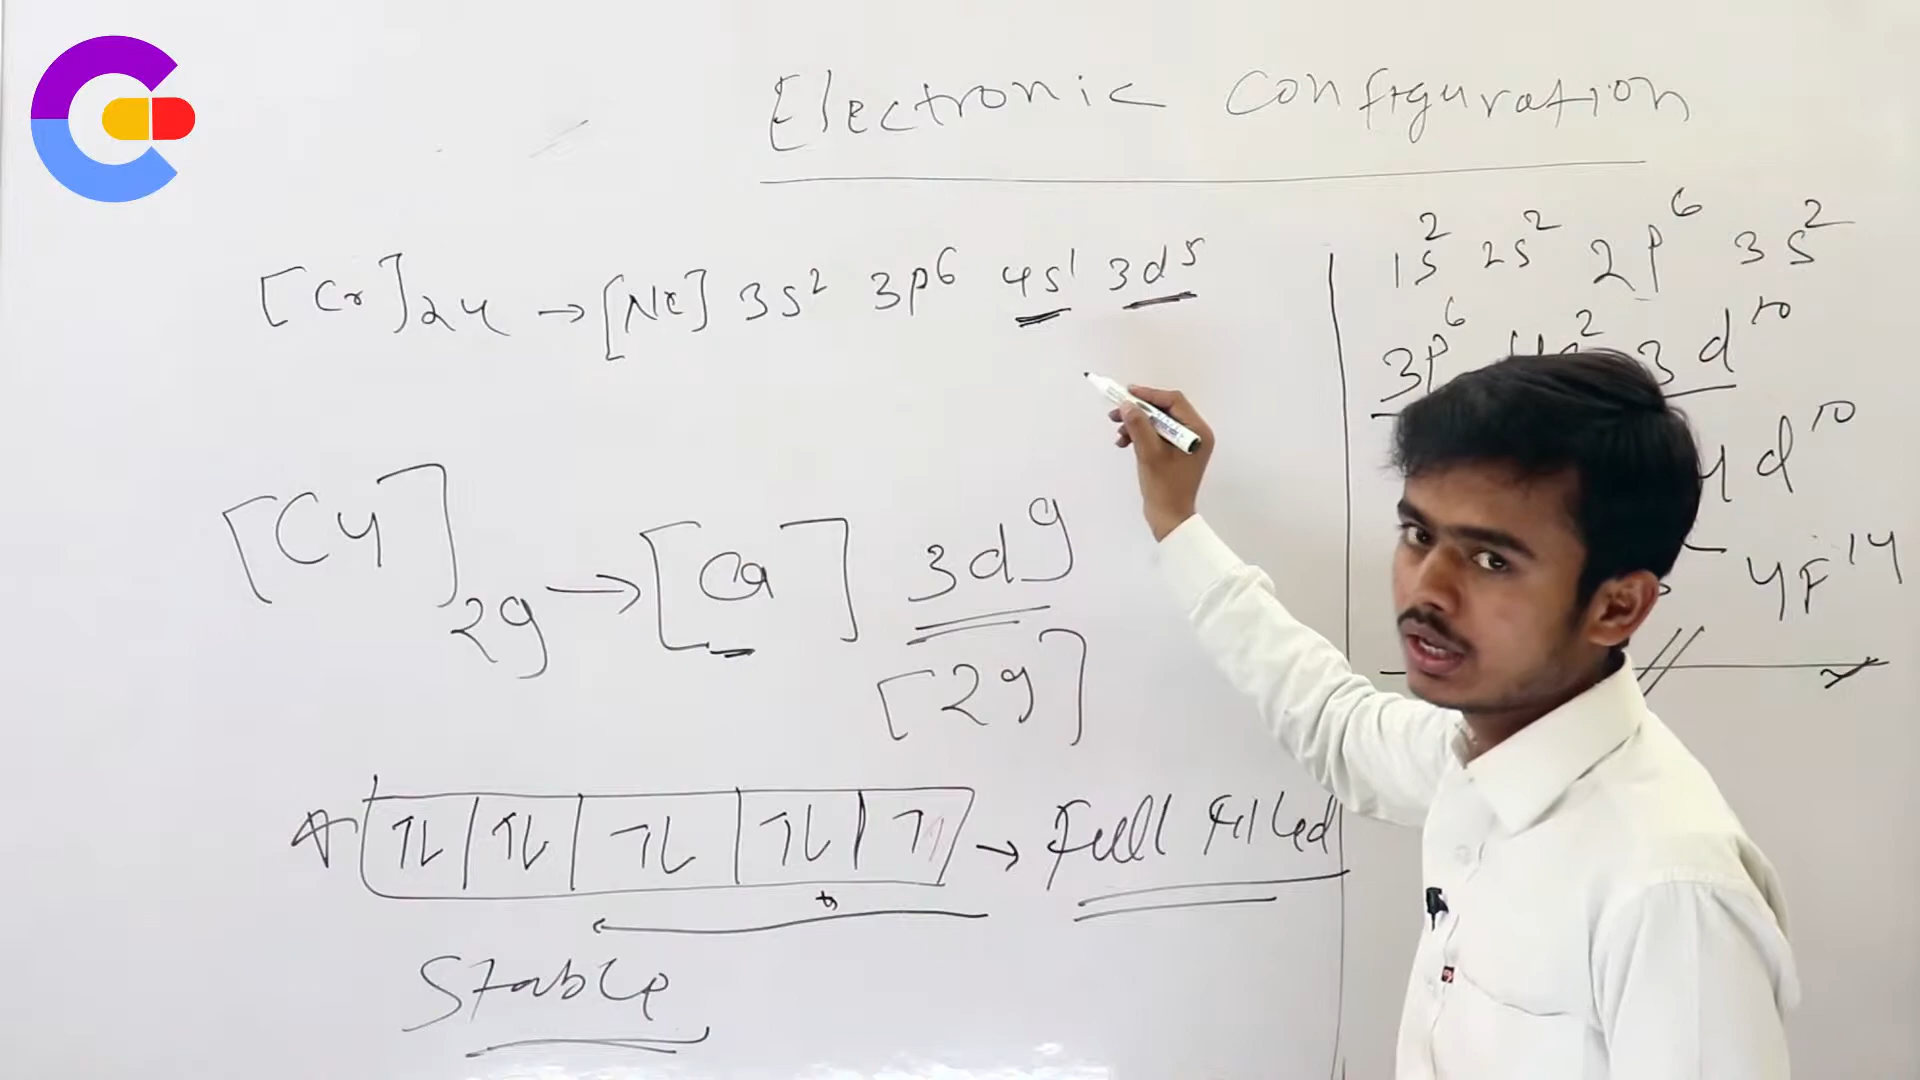 Electronic Configuration
[Cr]24 → [Ne] 3s² 3p⁶ 4s¹ 3d⁵
1s² 2s² 2p⁶ 3s²
3p⁶ 4s² 3d¹⁰
4d¹⁰
4F¹⁴
[Cu]29 → [Ca] 3d⁹
[29]
→ Full Filled
Stable